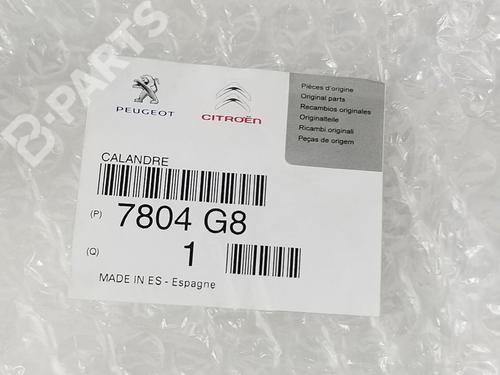 B PARTS
PEUGEOT
CITROËN
Pièces d'origine
Original parts
Recambios originales
Originalteile
Ricambi originali
Peças de origem
CALANDRE
(P) 7804 G8
(Q) 1
MADE IN ES - Espagne